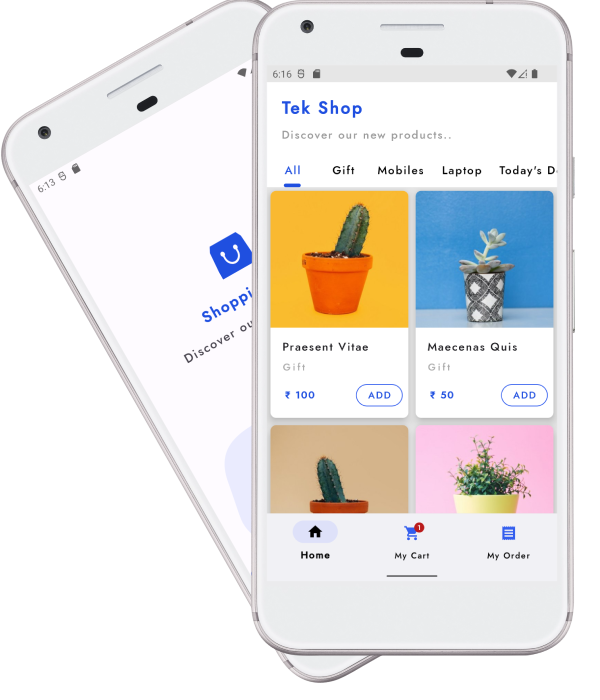 6:13
Shoppi
Discover ou
6:16
Tek Shop
Discover our new products..
All Gift Mobiles Laptop Today's D
Praesent Vitae Maecenas Quis
Gift Gift
₹ 100 ADD ₹ 50 ADD
1
Home My Cart My Order